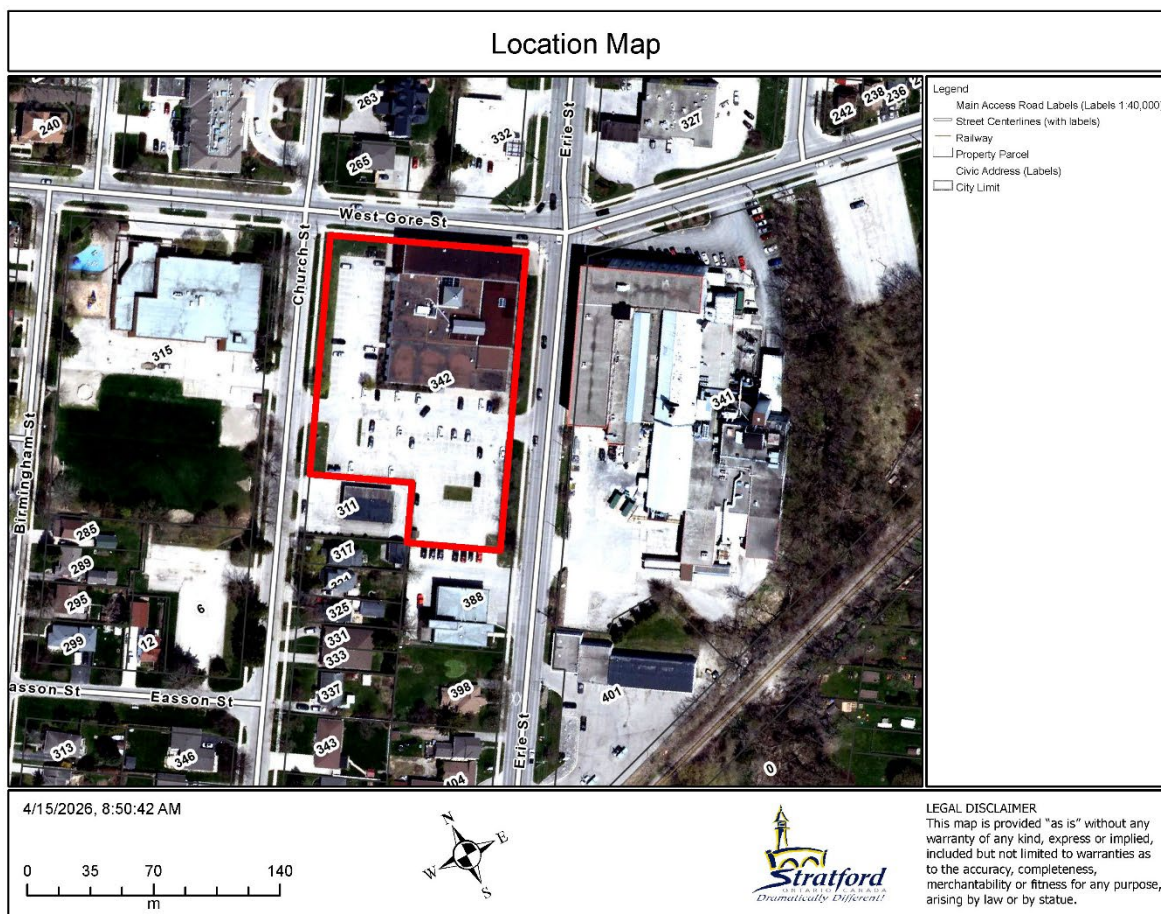 Location Map
240
263
332
Erie St
327
242
238
236
265
West Gore St
Church St
315
342
341
Birmingham St
311
285
317
289
325
388
295
6
331
299
12
333
asson St
Easson St
337
398
401
Erie St
313
346
343
404
0
Legend
Main Access Road Labels (Labels 1:40,000
Street Centerlines (with labels)
Railway
Property Parcel
Civic Address (Labels)
City Limit
4/15/2026, 8:50:42 AM
0 35 70 140
m
N
E
W
S
Stratford
ONTARIO CANADA
Dramatically Different!
LEGAL DISCLAIMER
This map is provided “as is” without any
warranty of any kind, express or implied,
included but not limited to warranties as
to the accuracy, completeness,
merchantability or fitness for any purpose,
arising by law or by statue.